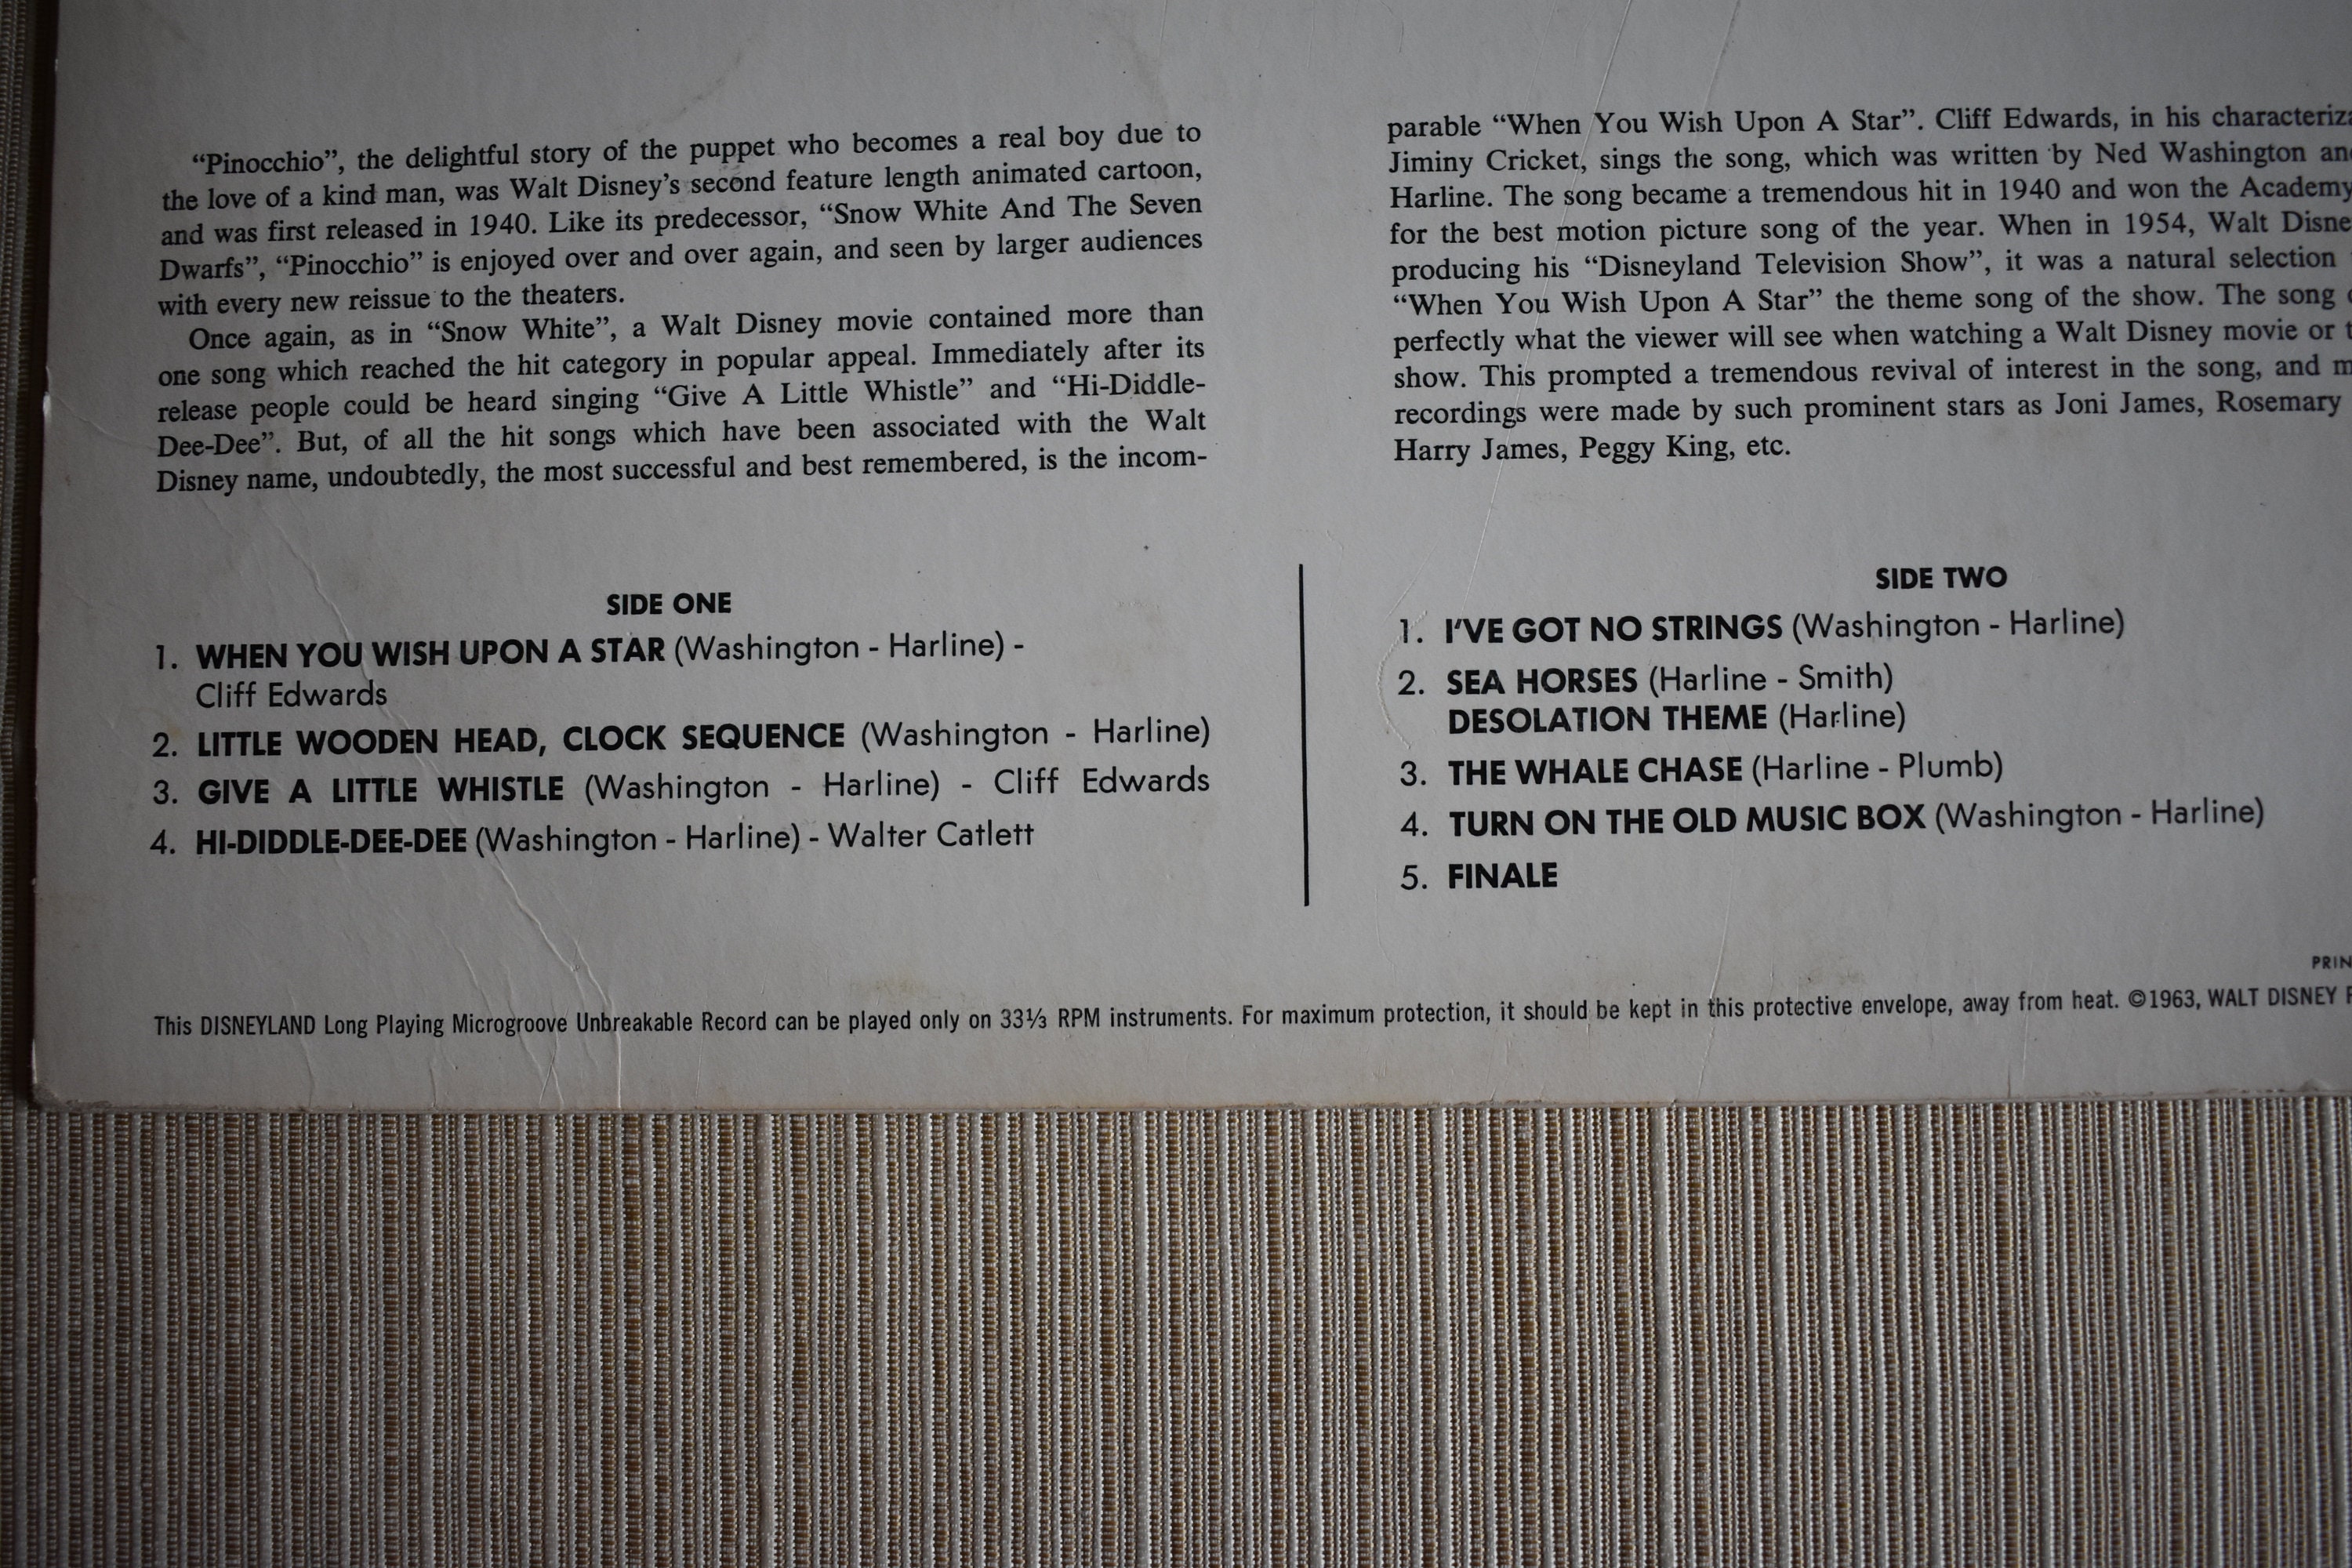 “Pinocchio”, the delightful story of the puppet who becomes a real boy due to
the love of a kind man, was Walt Disney’s second feature length animated cartoon,
and was first released in 1940. Like its predecessor, “Snow White And The Seven
Dwarfs”, “Pinocchio” is enjoyed over and over again, and seen by larger audiences
with every new reissue to the theaters.
Once again, as in “Snow White”, a Walt Disney movie contained more than
one song which reached the hit category in popular appeal. Immediately after its
release people could be heard singing “Give A Little Whistle” and “Hi-Diddle-
Dee-Dee”. But, of all the hit songs which have been associated with the Walt
Disney name, undoubtedly, the most successful and best remembered, is the incom-
parable “When You Wish Upon A Star”. Cliff Edwards, in his
Jiminy Cricket, sings the song, which was written by Ned Washington
Harline. The song became a tremendous hit in 1940 and won the Academy
for the best motion picture song of the year. When in 1954, Walt
producing his “Disneyland Television Show”, it was a natural selection
“When You Wish Upon A Star” the theme song of the show. The song
perfectly what the viewer will see when watching a Walt Disney movie or
show. This prompted a tremendous revival of interest in the song, and
recordings were made by such prominent stars as Joni James, Rosemary
Harry James, Peggy King, etc.
SIDE ONE
1. WHEN YOU WISH UPON A STAR (Washington - Harline) -
Cliff Edwards
2. LITTLE WOODEN HEAD, CLOCK SEQUENCE (Washington - Harline)
3. GIVE A LITTLE WHISTLE (Washington - Harline) - Cliff Edwards
4. HI-DIDDLE-DEE-DEE (Washington - Harline) - Walter Catlett
SIDE TWO
1. I’VE GOT NO STRINGS (Washington - Harline)
2. SEA HORSES (Harline - Smith)
DESOLATION THEME (Harline)
3. THE WHALE CHASE (Harline - Plumb)
4. TURN ON THE OLD MUSIC BOX (Washington - Harline)
5. FINALE
This DISNEYLAND Long Playing Microgroove Unbreakable Record can be played only on 33⅓ RPM instruments. For maximum protection, it should be kept in this protective envelope, away from heat. ©1963, WALT DISNEY